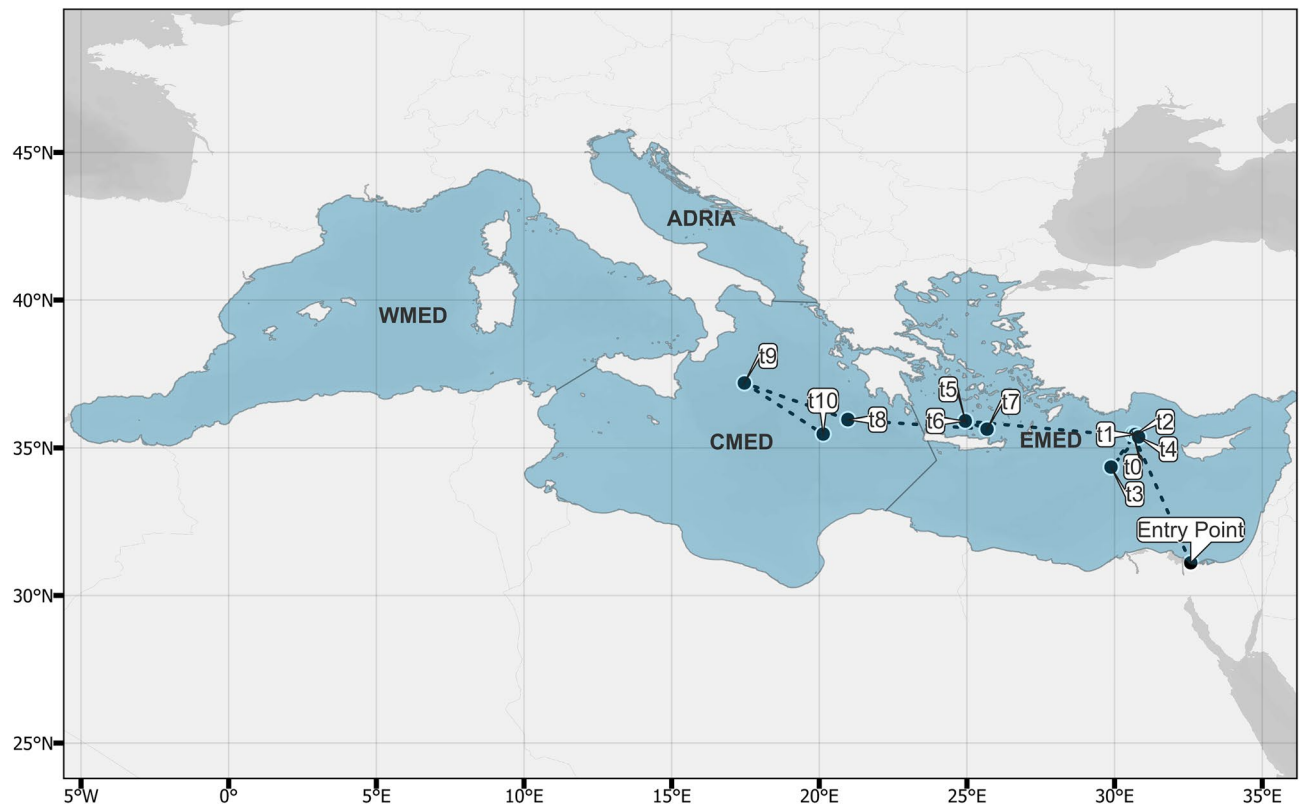 45°N
ADRIA
40°N
WMED
t9
t5
t10
t7
t8
t6
t1
t2
35°N
CMED
EMED
t4
t0
t3
Entry Point
30°N
25°N
5°W
0°
5°E
10°E
15°E
20°E
25°E
30°E
35°E